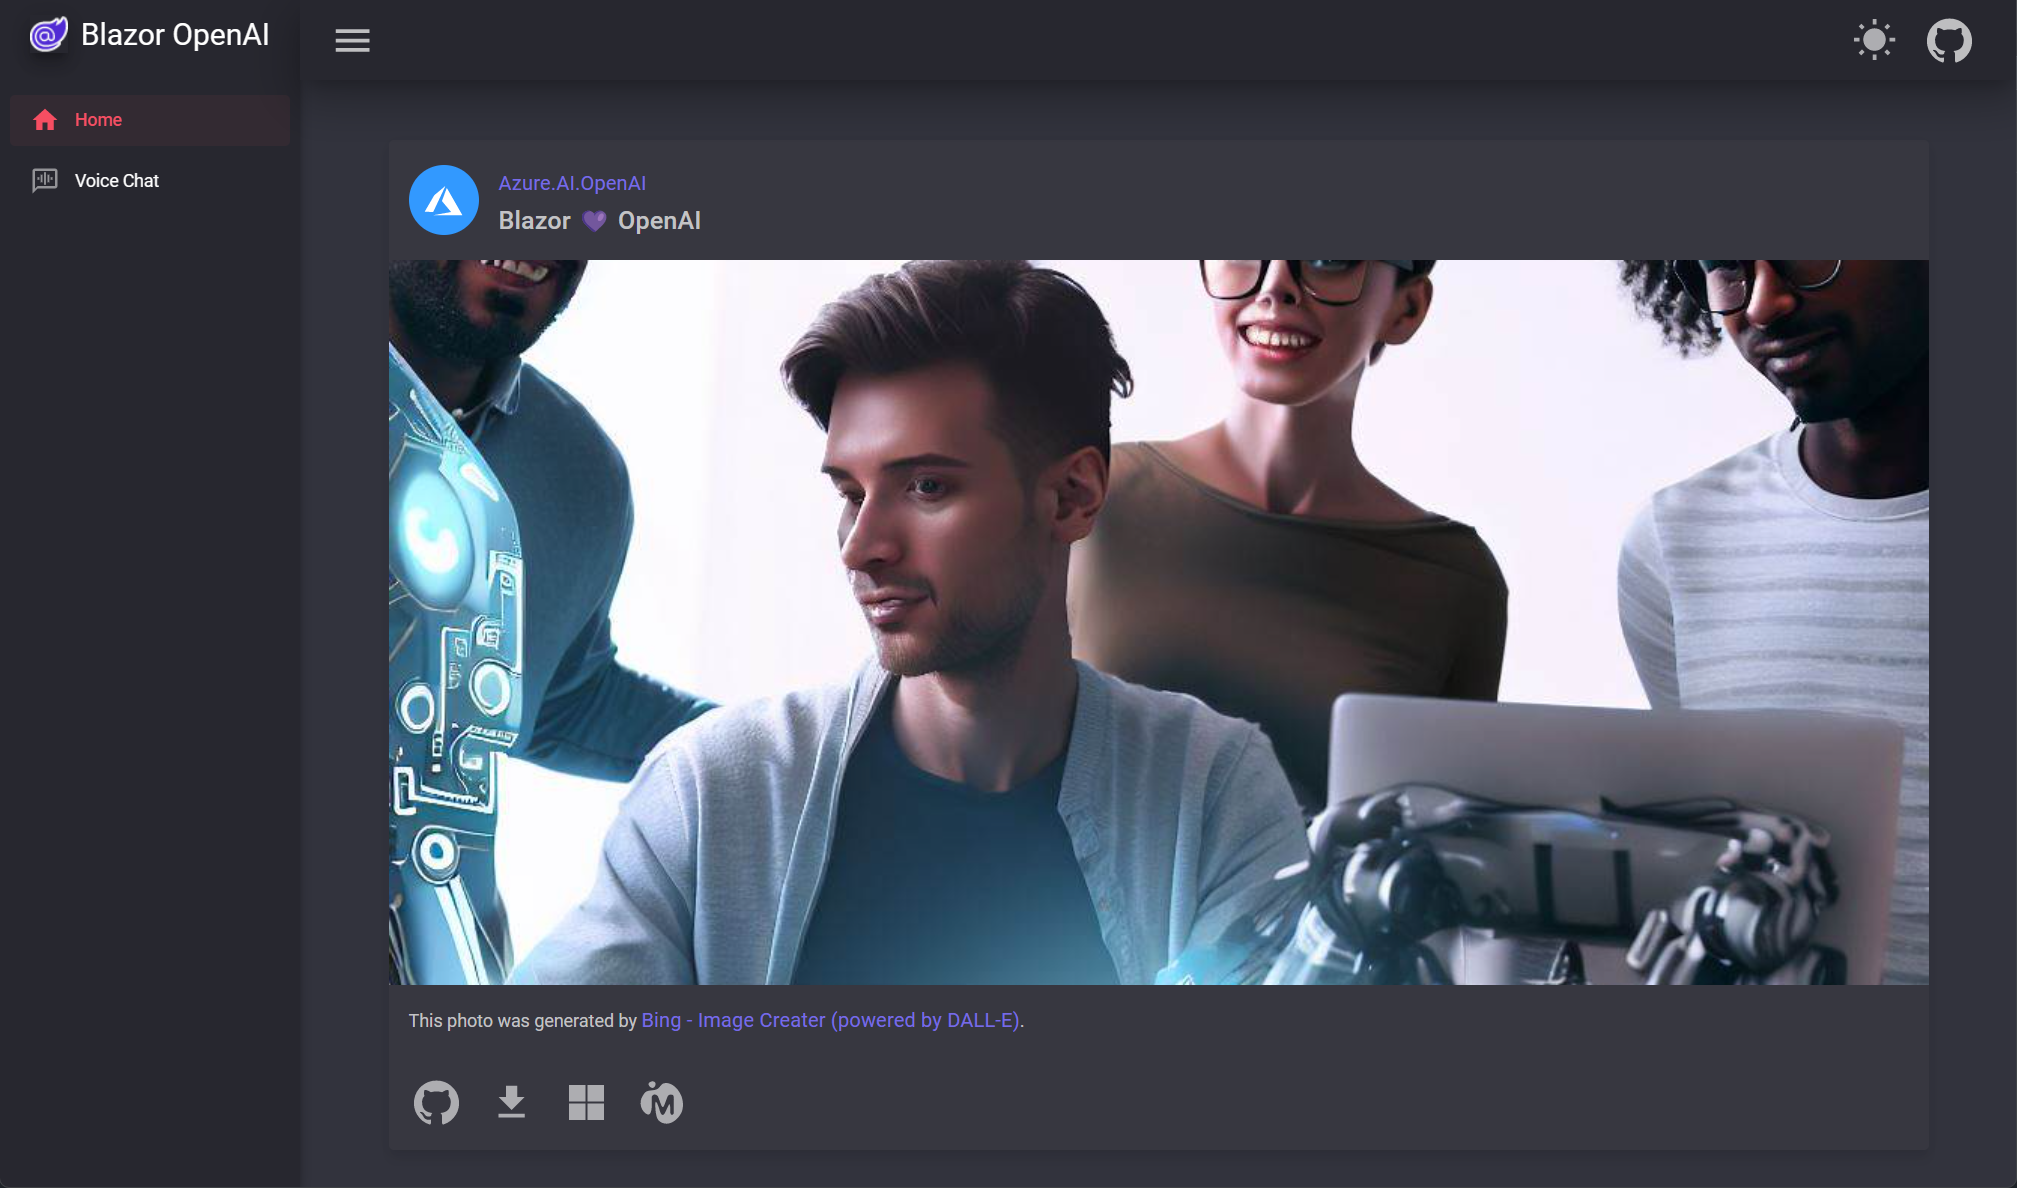 Blazor OpenAI
Home
Voice Chat
Azure.AI.OpenAI
Blazor 💜 OpenAI
This photo was generated by Bing - Image Creater (powered by DALL-E).